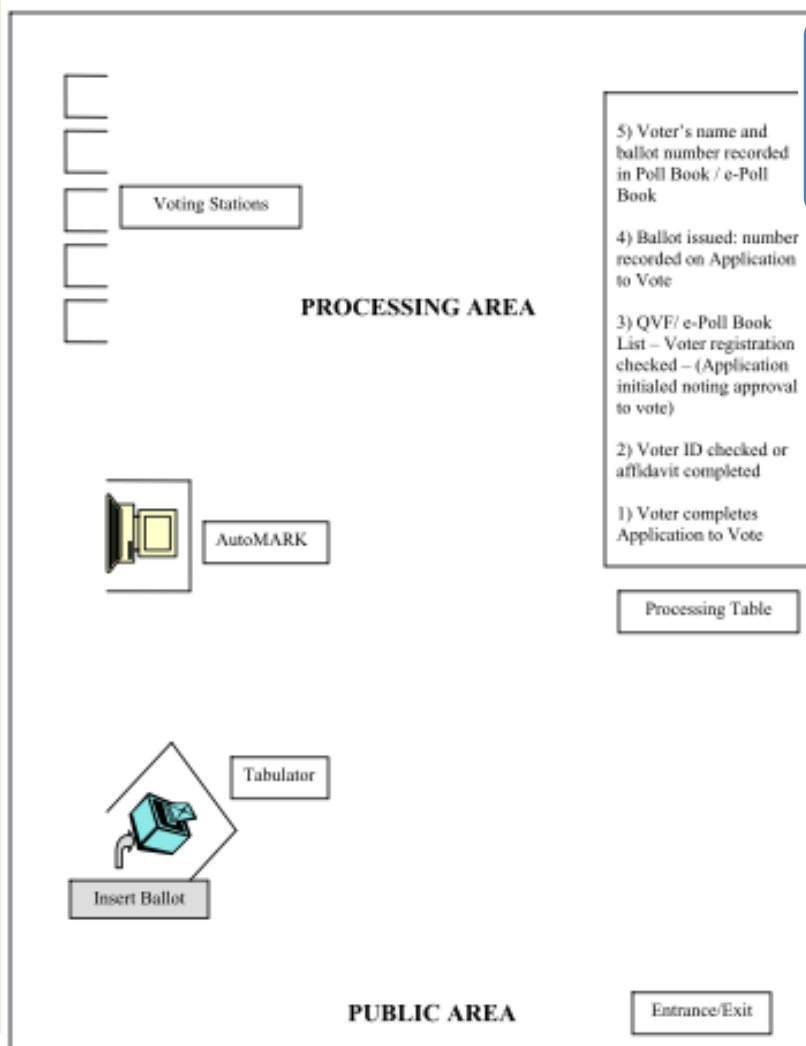 Voting Stations
PROCESSING AREA
5) Voter's name and
ballot number recorded
in Poll Book / e-Poll
Book
4) Ballot issued: number
recorded on Application
to Vote
3) QVF/ e-Poll Book
List – Voter registration
checked – (Application
initialed noting approval
to vote)
2) Voter ID checked or
affidavit completed
1) Voter completes
Application to Vote
AutoMARK
Processing Table
Tabulator
Insert Ballot
PUBLIC AREA
Entrance/Exit